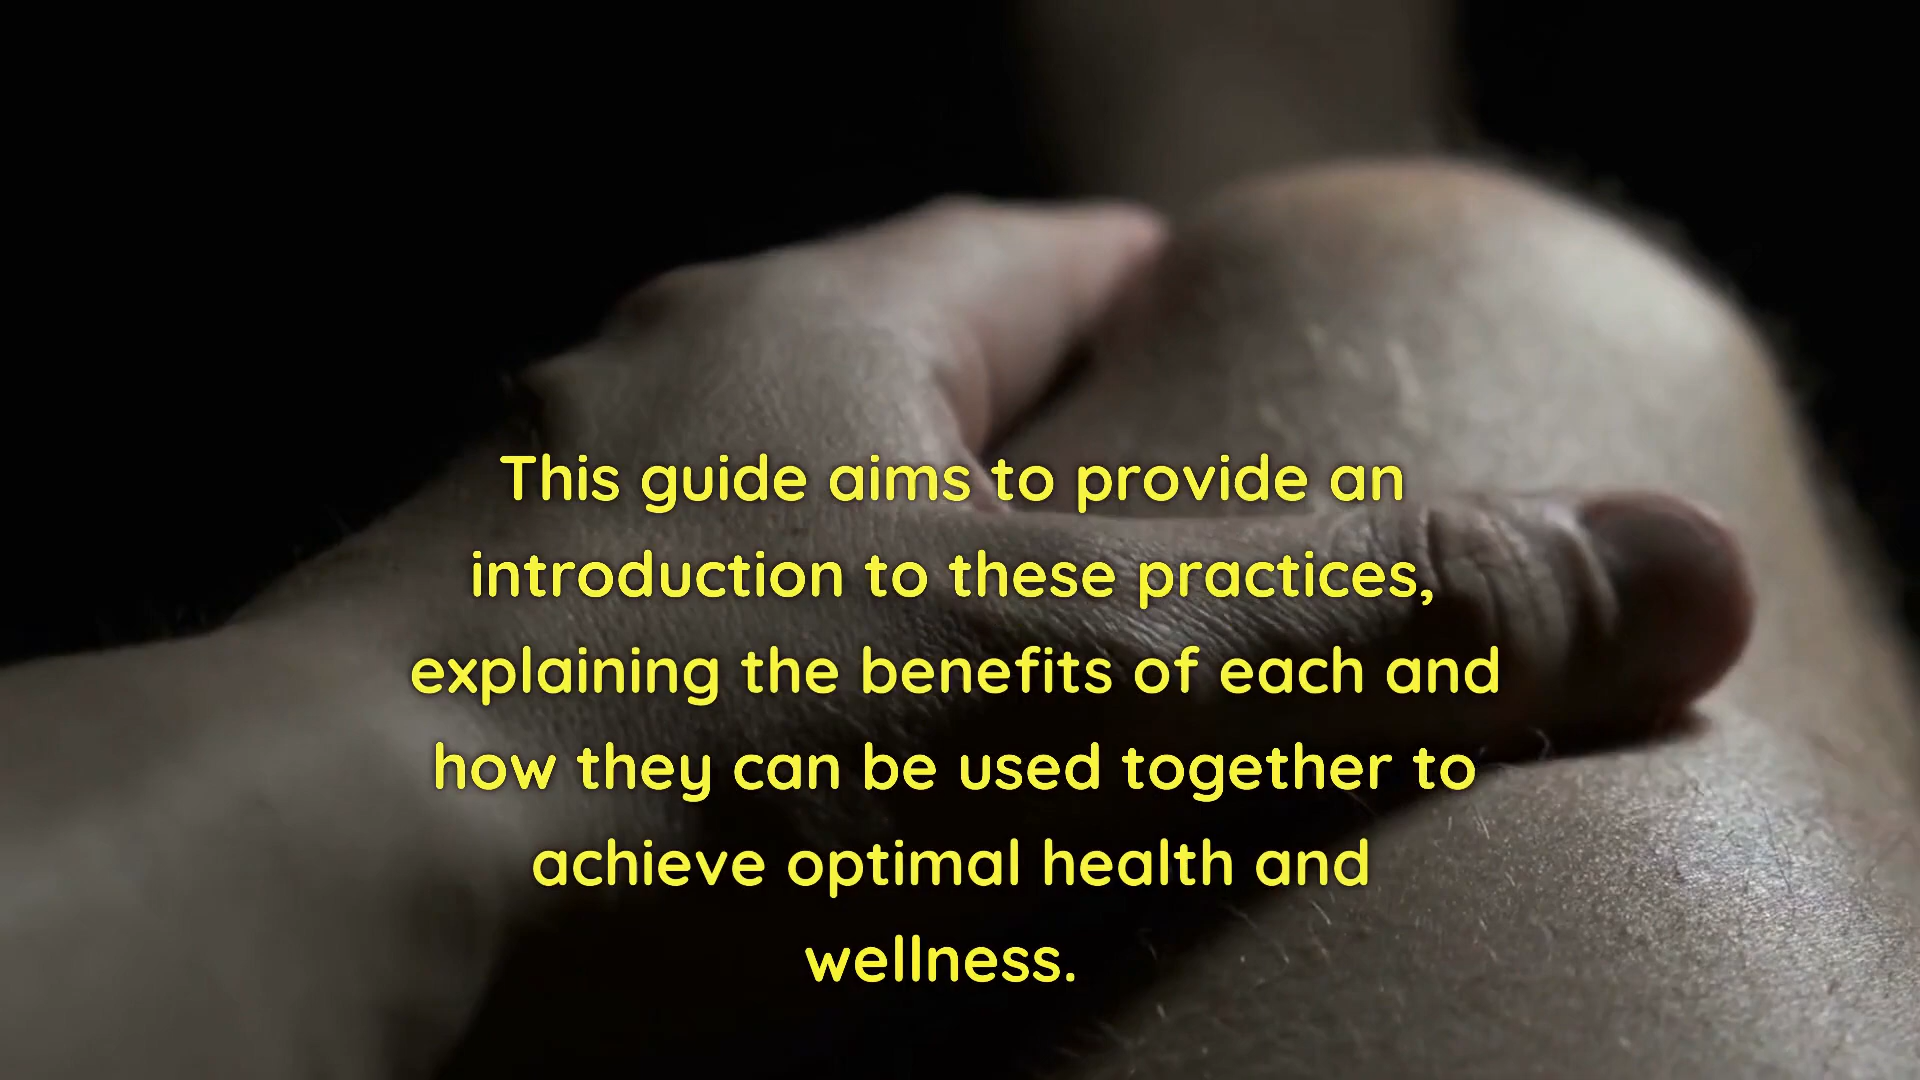 This guide aims to provide an
introduction to these practices,
explaining the benefits of each and
how they can be used together to
achieve optimal health and
wellness.